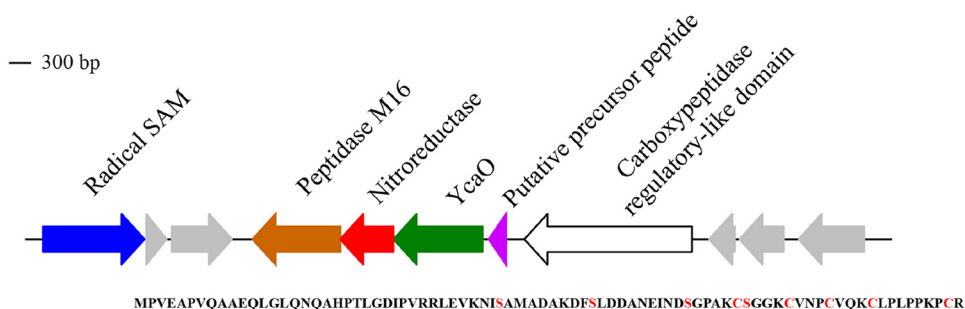 300 bp
Radical SAM
Peptidase M16
Nitroreductase
YcaO
Putative precursor peptide
Carboxypeptidase
regulatory-like domain
MPVEAPVQAAEQLGLQNQAHPTLGDIPVRRLEVKNISAMADAKDFSLDDANEINDSGPAKCSGGKCVNPCVQKCLPLPPKPCR